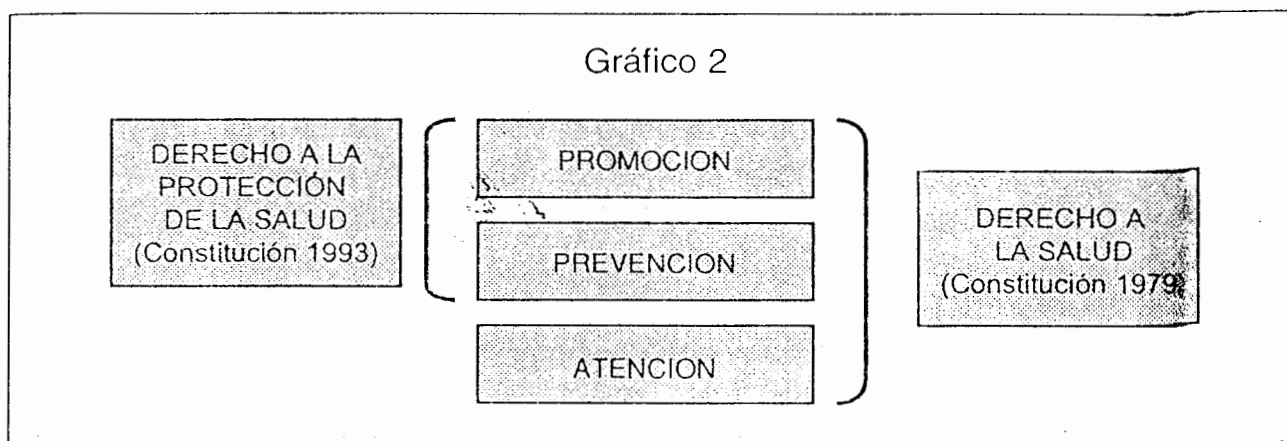 Gráfico 2
DERECHO A LA
PROTECCIÓN
DE LA SALUD
(Constitución 1993)
PROMOCION
PREVENCION
ATENCION
DERECHO A
LA SALUD
(Constitución 1979)